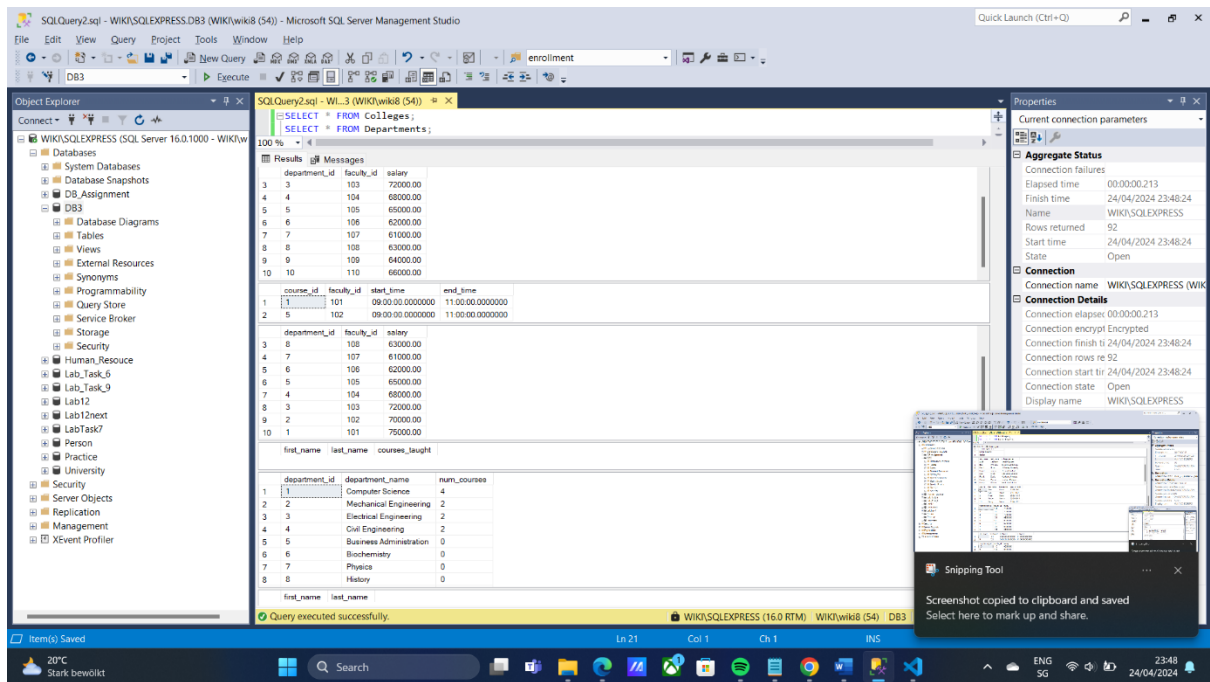 SQLQuery2.sql - WIKI\SQLEXPRESS.DB3 (WIKI\wiki8 (54)) - Microsoft SQL Server Management Studio
Quick Launch (Ctrl+Q)
File Edit View Query Project Tools Window Help
New Query
enrollment
DB3
Execute
Object Explorer
Connect
WIKI\SQLEXPRESS (SQL Server 16.0.1000 - WIKI\w
Databases
System Databases
Database Snapshots
DB_Assignment
DB3
Database Diagrams
Tables
Views
External Resources
Synonyms
Programmability
Query Store
Service Broker
Storage
Security
Human_Resouce
Lab_Task_6
Lab_Task_9
Lab12
Lab12next
LabTask7
Person
Practice
University
Security
Server Objects
Replication
Management
XEvent Profiler
SQLQuery2.sql - WI...3 (WIKI\wiki8 (54))
SELECT * FROM Colleges;
SELECT * FROM Departments;
100 %
Results Messages
department_id faculty_id salary
3 3 103 72000.00
4 4 104 68000.00
5 5 105 65000.00
6 6 106 62000.00
7 7 107 61000.00
8 8 108 63000.00
9 9 109 64000.00
10 10 110 66000.00
course_id faculty_id start_time end_time
1 1 101 09:00:00.0000000 11:00:00.0000000
2 5 102 09:00:00.0000000 11:00:00.0000000
department_id faculty_id salary
3 8 108 63000.00
4 7 107 61000.00
5 6 106 62000.00
6 5 105 65000.00
7 4 104 68000.00
8 3 103 72000.00
9 2 102 70000.00
10 1 101 75000.00
first_name last_name courses_taught
department_id department_name num_courses
1 1 Computer Science 4
2 2 Mechanical Engineering 2
3 3 Electrical Engineering 2
4 4 Civil Engineering 2
5 5 Business Administration 0
6 6 Biochemistry 0
7 7 Physics 0
8 8 History 0
first_name last_name
Query executed successfully.
WIKI\SQLEXPRESS (16.0 RTM) WIKI\wiki8 (54) DB3
Properties
Current connection parameters
Aggregate Status
Connection failures
Elapsed time 00:00:00.213
Finish time 24/04/2024 23:48:24
Name WIKI\SQLEXPRESS
Rows returned 92
Start time 24/04/2024 23:48:24
State Open
Connection
Connection name WIKI\SQLEXPRESS (WIK
Connection Details
Connection elapsec 00:00:00.213
Connection encrypt Encrypted
Connection finish ti 24/04/2024 23:48:24
Connection rows re 92
Connection start tir 24/04/2024 23:48:24
Connection state Open
Display name WIKI\SQLEXPRESS
Snipping Tool
Screenshot copied to clipboard and saved
Select here to mark up and share.
Item(s) Saved
Ln 21 Col 1 Ch 1 INS
20°C
Stark bewölkt
Search
ENG
SG
23:48
24/04/2024